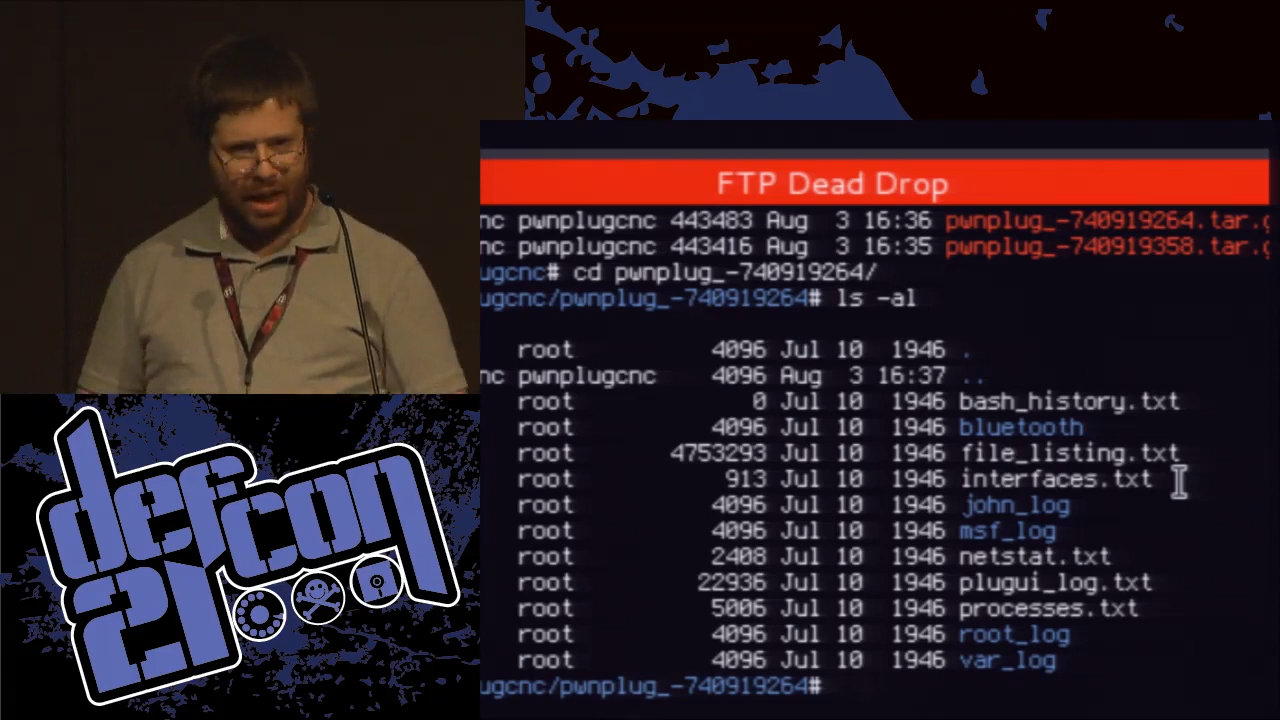 FTP Dead Drop
nc pwnplugcnc 443483 Aug 3 16:36 pwnplug_-740919264.tar.g
nc pwnplugcnc 443416 Aug 3 16:35 pwnplug_-740919358.tar.g
ugcnc# cd pwnplug_-740919264/
ugcnc/pwnplug_-740919264# ls -al
root 4096 Jul 10 1946 .
nc pwnplugcnc 4096 Aug 3 16:37 ..
root 0 Jul 10 1946 bash_history.txt
root 4096 Jul 10 1946 bluetooth
root 4753293 Jul 10 1946 file_listing.txt
root 913 Jul 10 1946 interfaces.txt
root 4096 Jul 10 1946 john_log
root 4096 Jul 10 1946 msf_log
root 2408 Jul 10 1946 netstat.txt
root 22936 Jul 10 1946 plugui_log.txt
root 5006 Jul 10 1946 processes.txt
root 4096 Jul 10 1946 root_log
root 4096 Jul 10 1946 var_log
ugcnc/pwnplug_-740919264#
defcon
21